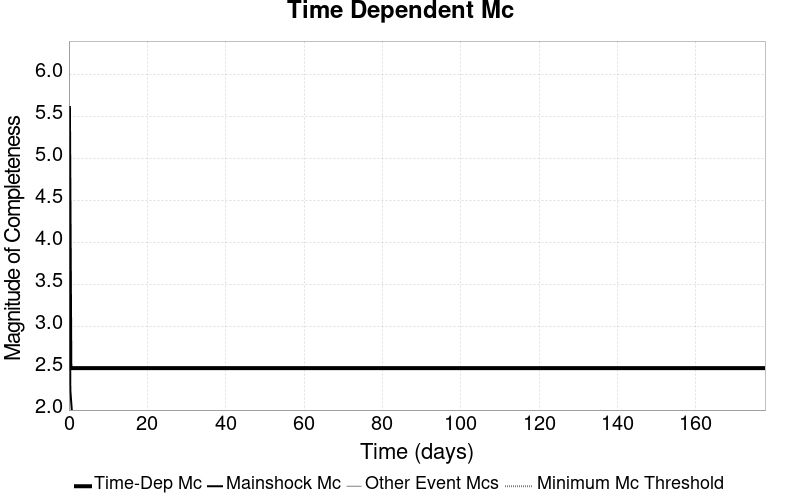 Time Dependent Mc
Magnitude of Completeness
6.0
5.5
5.0
4.5
4.0
3.5
3.0
2.5
2.0
0 20 40 60 80 100 120 140 160
Time (days)
Time-Dep Mc Mainshock Mc Other Event Mcs Minimum Mc Threshold